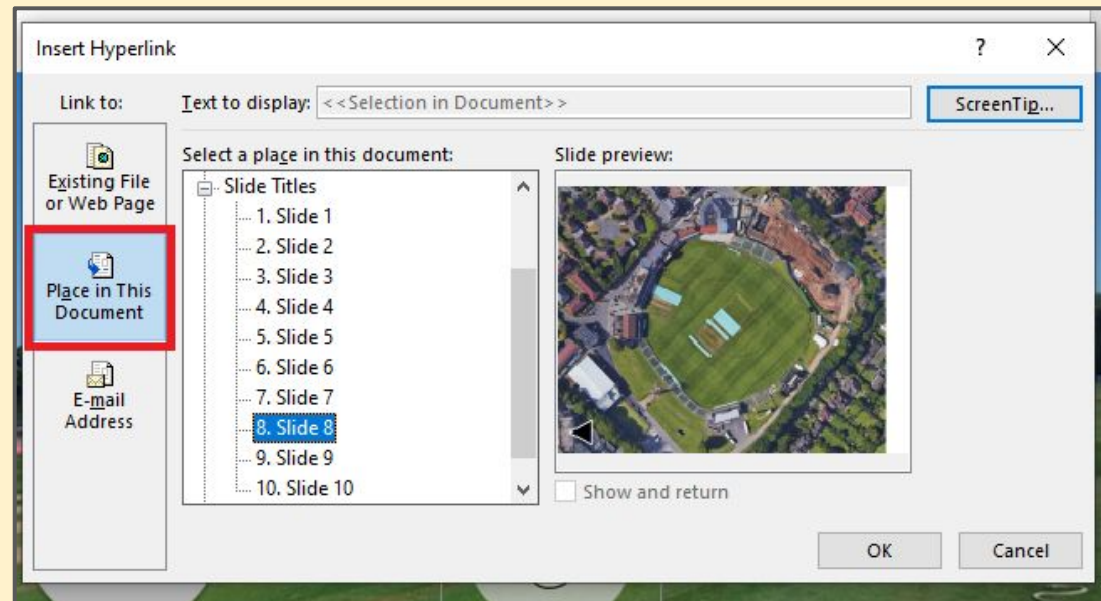 Insert Hyperlink
?
Link to:
Text to display:
<<Selection in Document>>
ScreenTip...
Existing File
or Web Page
Place in This
Document
E-mail
Address
Select a place in this document:
Slide Titles
1. Slide 1
2. Slide 2
3. Slide 3
4. Slide 4
5. Slide 5
6. Slide 6
7. Slide 7
8. Slide 8
9. Slide 9
10. Slide 10
Slide preview:
Show and return
OK
Cancel